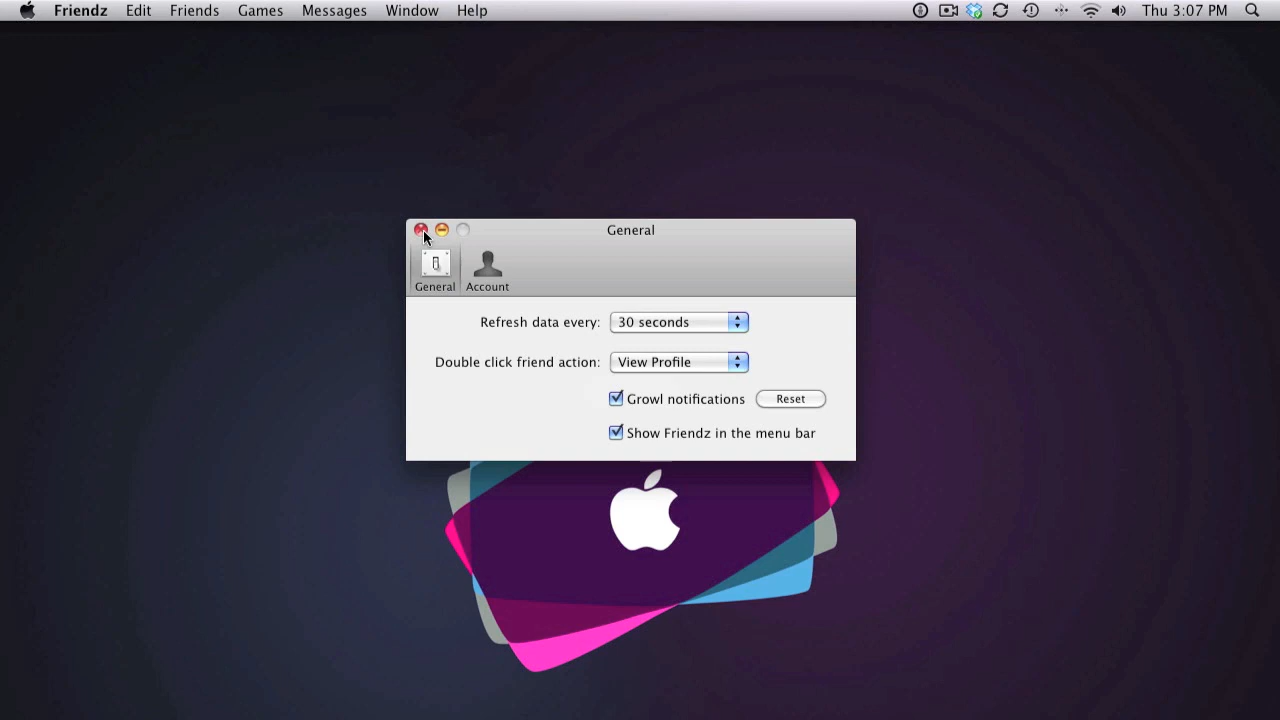 Friendz Edit Friends Games Messages Window Help Thu 3:07 PM
General
General Account
Refresh data every: 30 seconds
Double click friend action: View Profile
Growl notifications Reset
Show Friendz in the menu bar